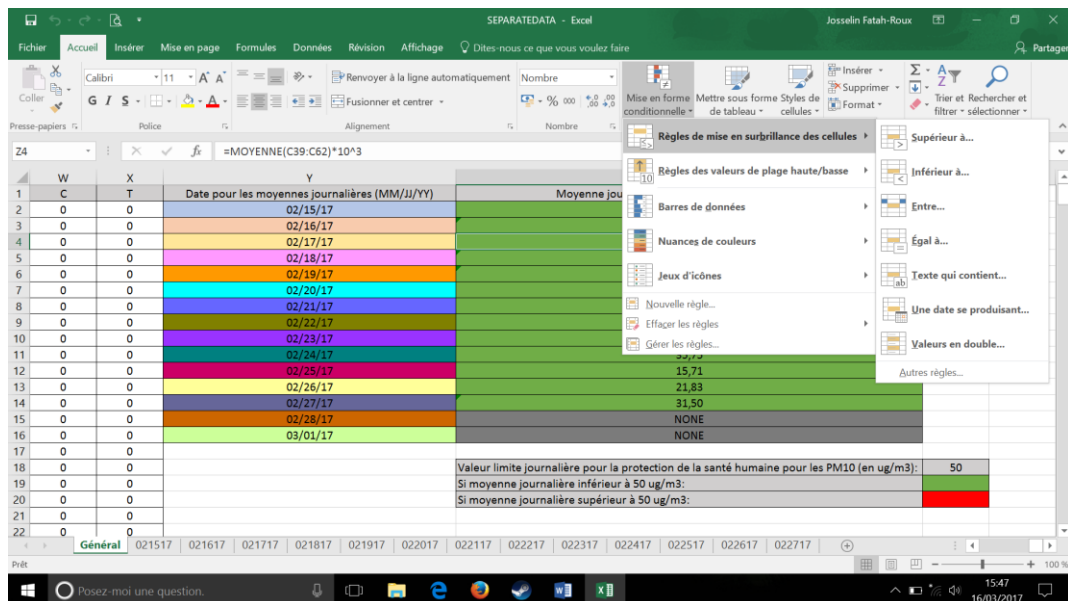 SEPARATEDATA - Excel
Josselin Fatah-Roux
Fichier Accueil Insérer Mise en page Formules Données Révision Affichage Dites-nous ce que vous voulez faire Partager
Coller
Calibri 11 A A
G I S A
Renvoyer à la ligne automatiquement
Fusionner et centrer
Nombre
% 000
Mise en forme conditionnelle
Mettre sous forme de tableau
Styles de cellules
Insérer
Supprimer
Format
Trier et filtrer
Rechercher et sélectionner
Presse-papiers Police Alignement Nombre
Règles de mise en surbrillance des cellules
Règles des valeurs de plage haute/basse
Barres de données
Nuances de couleurs
Jeux d'icônes
Nouvelle règle...
Effacer les règles
Gérer les règles...
Supérieur à...
Inférieur à...
Entre...
Égal à...
Texte qui contient...
Une date se produisant...
Valeurs en double...
Autres règles...
Z4 fx =MOYENNE(C39:C62)*10^3
W X Y
1 C T Date pour les moyennes journalières (MM/JJ/YY) Moyenne jou
2 0 0 02/15/17
3 0 0 02/16/17
4 0 0 02/17/17
5 0 0 02/18/17
6 0 0 02/19/17
7 0 0 02/20/17
8 0 0 02/21/17
9 0 0 02/22/17
10 0 0 02/23/17
11 0 0 02/24/17
12 0 0 02/25/17 15,71
13 0 0 02/26/17 21,83
14 0 0 02/27/17 31,50
15 0 0 02/28/17 NONE
16 0 0 03/01/17 NONE
17 0 0
18 0 0 Valeur limite journalière pour la protection de la santé humaine pour les PM10 (en ug/m3): 50
19 0 0 Si moyenne journalière inférieur à 50 ug/m3:
20 0 0 Si moyenne journalière supérieur à 50 ug/m3:
21 0 0
22 0 0
Général 021517 021617 021717 021817 021917 022017 022117 022217 022317 022417 022517 022617 022717
Prêt
100 %
Posez-moi une question.
15:47
16/03/2017